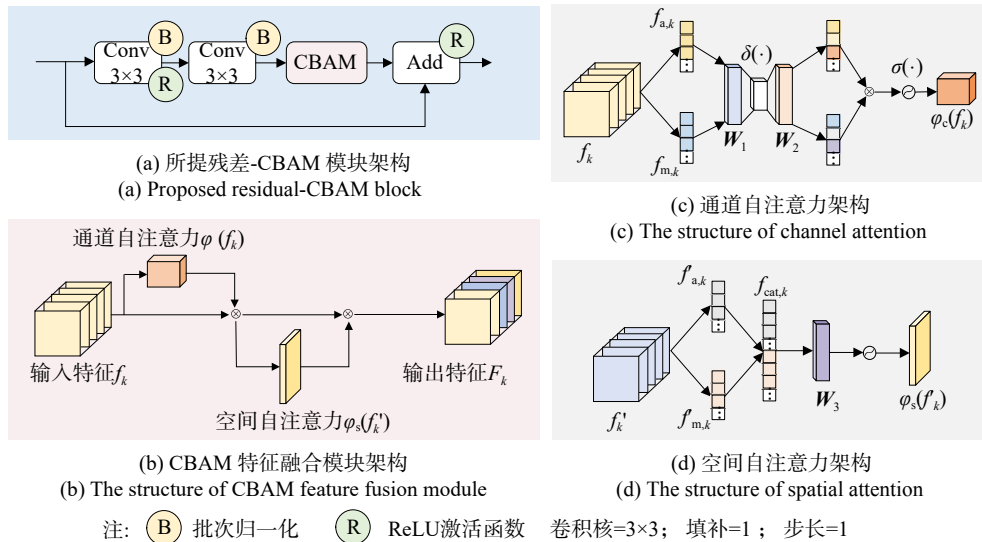 B
B
R
Conv
3×3
R
Conv
3×3
CBAM
Add
(a) 所提残差-CBAM 模块架构
(a) Proposed residual-CBAM block
通道自注意力φ (f_k)
⊗
⊗
输入特征f_k
输出特征F_k
空间自注意力φ_s(f_k')
(b) CBAM 特征融合模块架构
(b) The structure of CBAM feature fusion module
f_{a,k}
δ(·)
σ(·)
⊗
f_k
f_{m,k}
W_1
W_2
φ_c(f_k)
(c) 通道自注意力架构
(c) The structure of channel attention
f'_{a,k}
f_{cat,k}
f_k'
f'_{m,k}
W_3
φ_s(f'_k)
(d) 空间自注意力架构
(d) The structure of spatial attention
注: B 批次归一化 R ReLU激活函数 卷积核=3×3; 填补=1 ; 步长=1